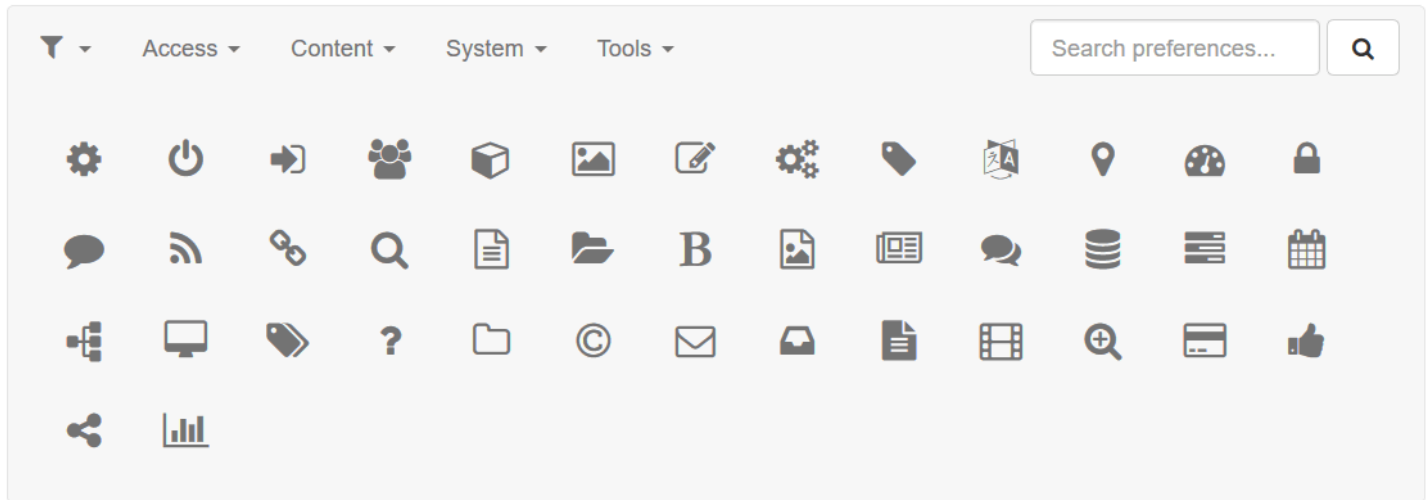 Access
Content
System
Tools
Search preferences...
B
?
©